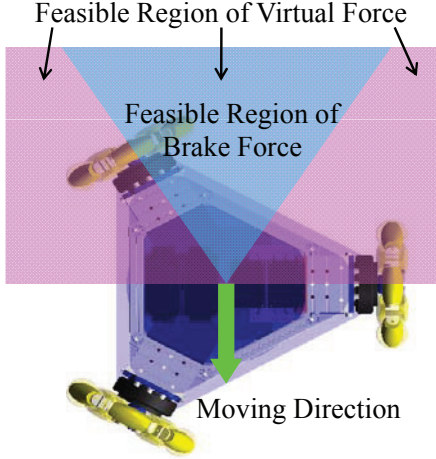 Feasible Region of Virtual Force
Feasible Region of
Brake Force
Moving Direction